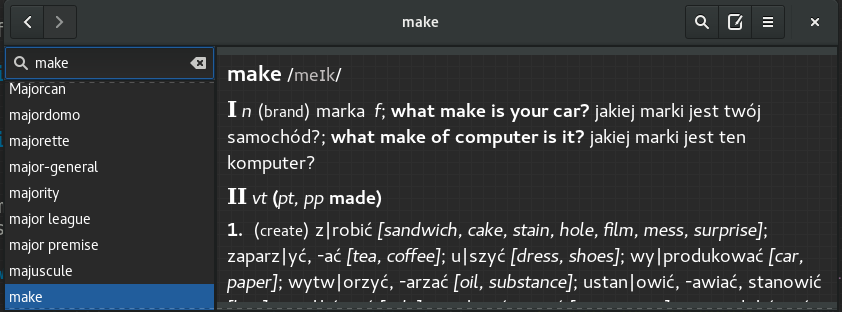 make
make
Majorcan
majordomo
majorette
major-general
majority
major league
major premise
majuscule
make
make /meIk/
I n (brand) marka f; what make is your car? jakiej marki jest twój
samochód?; what make of computer is it? jakiej marki jest ten
komputer?
II vt (pt, pp made)
1. (create) z|robić [sandwich, cake, stain, hole, film, mess, surprise];
zaparz|yć, -ać [tea, coffee]; u|szyć [dress, shoes]; wy|produkować [car,
paper]; wytw|orzyć, -arzać [oil, substance]; ustan|owić, -awiać, stanowić